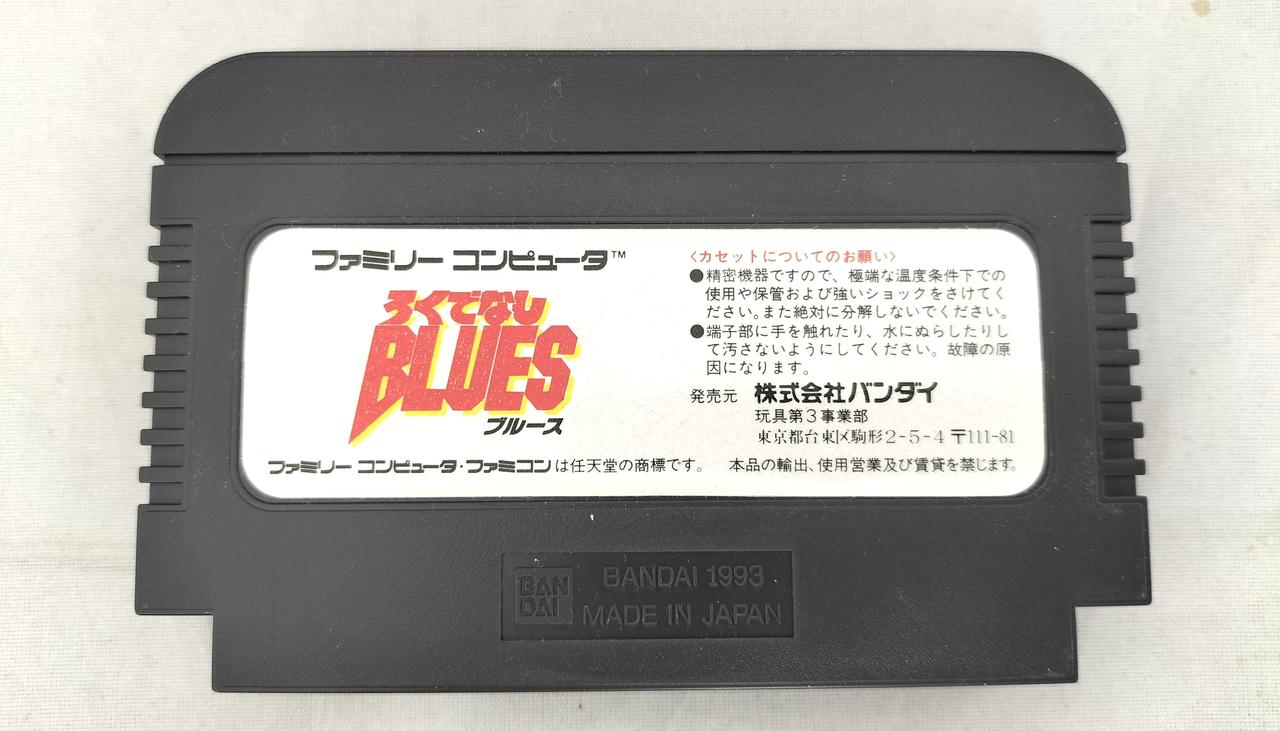 ファミリー コンピュータ™
ろくでなし
BLUES
ブルース
〈カセットについてのお願い〉
●精密機器ですので、極端な温度条件下での
使用や保管および強いショックをさけてく
ださい。また絶対に分解しないでください。
●端子部に手を触れたり、水にぬらしたりし
て汚さないようにしてください。故障の原
因になります。
発売元 株式会社バンダイ
玩具第3事業部
東京都台東区駒形2-5-4 〒111-81
ファミリー コンピュータ・ファミコンは任天堂の商標です。 本品の輸出、使用営業及び賃貸を禁じます。
BAN
DAI
BANDAI 1993
MADE IN JAPAN